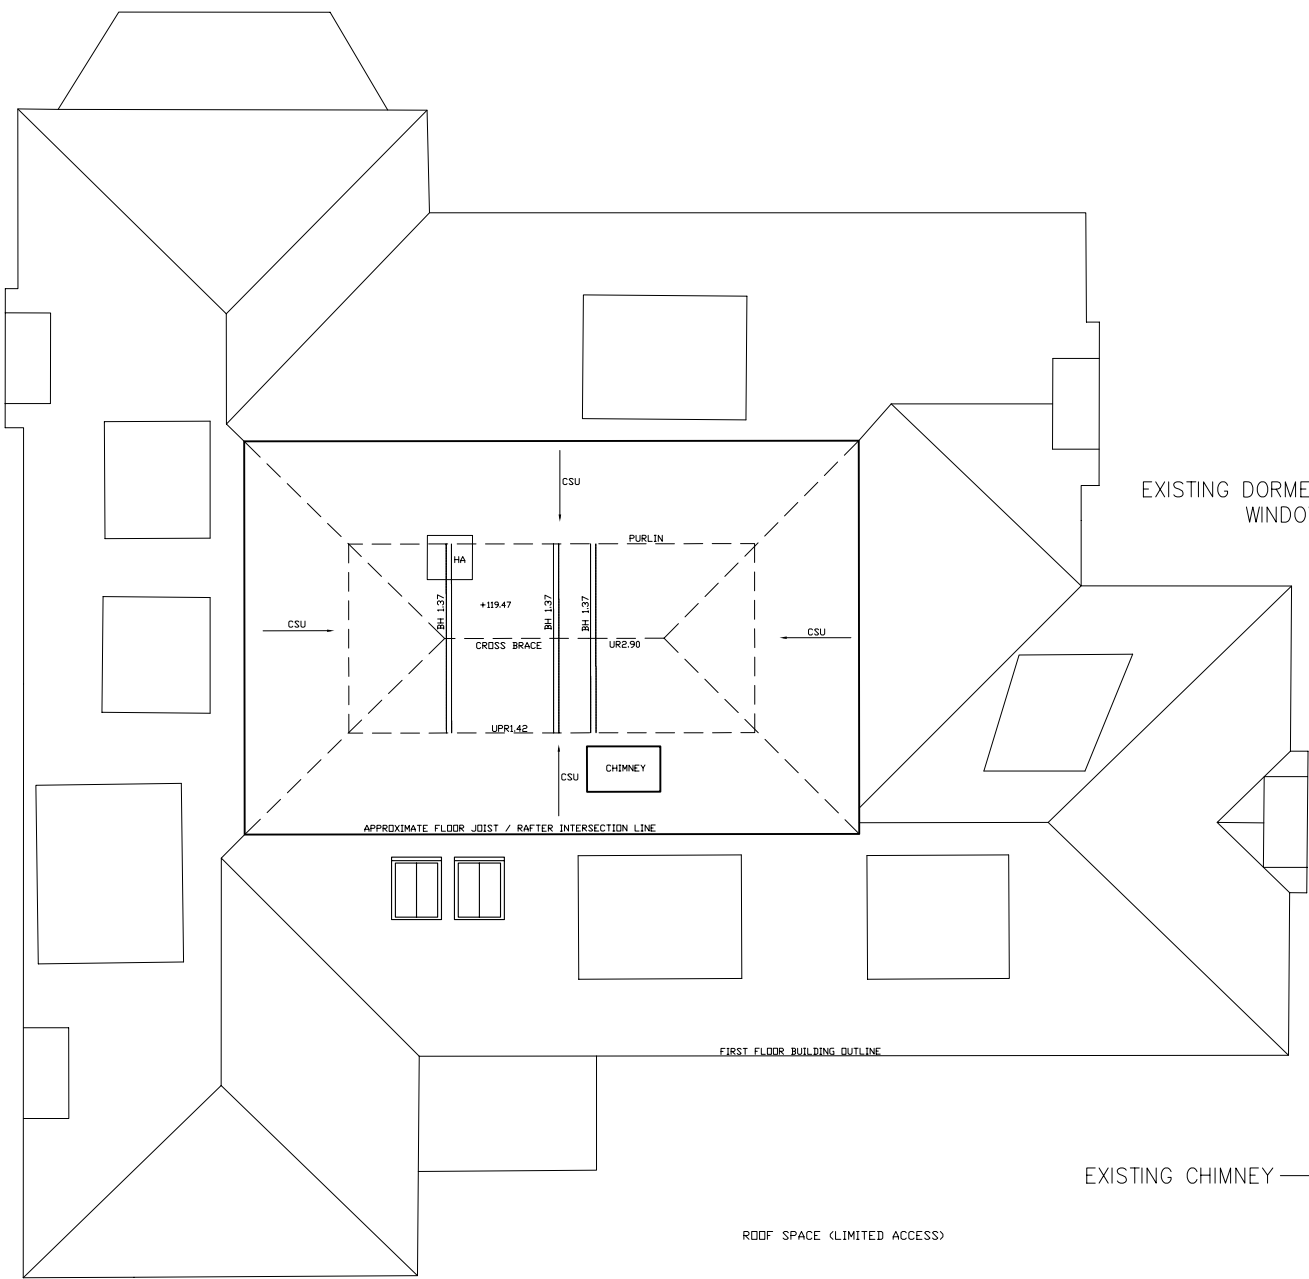 CSU
EXISTING DORME
WINDO
PURLIN
HA
BH 1.37
BH 1.37
BH 1.37
+119.47
CSU
CSU
CROSS BRACE
UR2.90
UPR1.42
CHIMNEY
CSU
APPROXIMATE FLOOR JOIST / RAFTER INTERSECTION LINE
FIRST FLOOR BUILDING OUTLINE
EXISTING CHIMNEY
ROOF SPACE (LIMITED ACCESS)